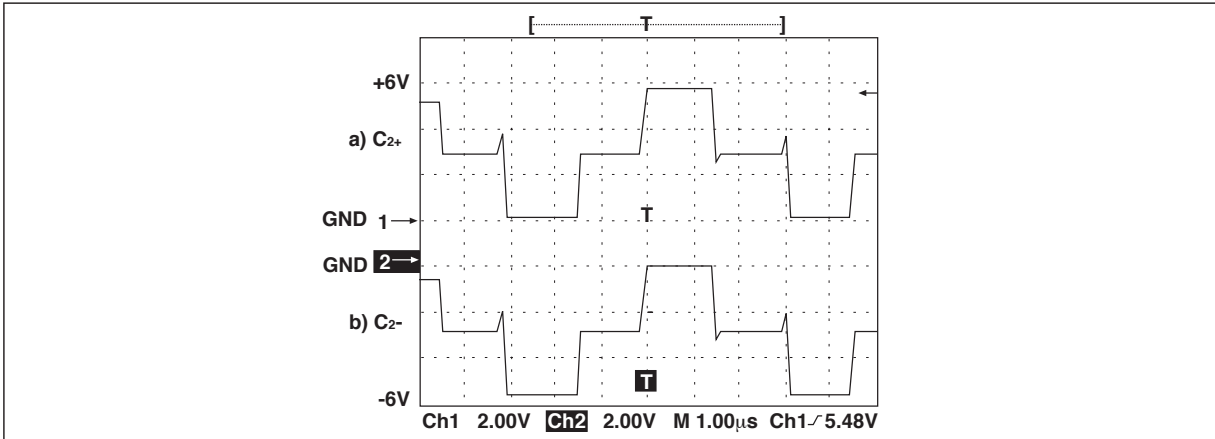 [ T ]
+6V
a) C2+
GND 1
T
GND 2
b) C2-
T
-6V
Ch1 2.00V Ch2 2.00V M 1.00μs Ch1 5.48V